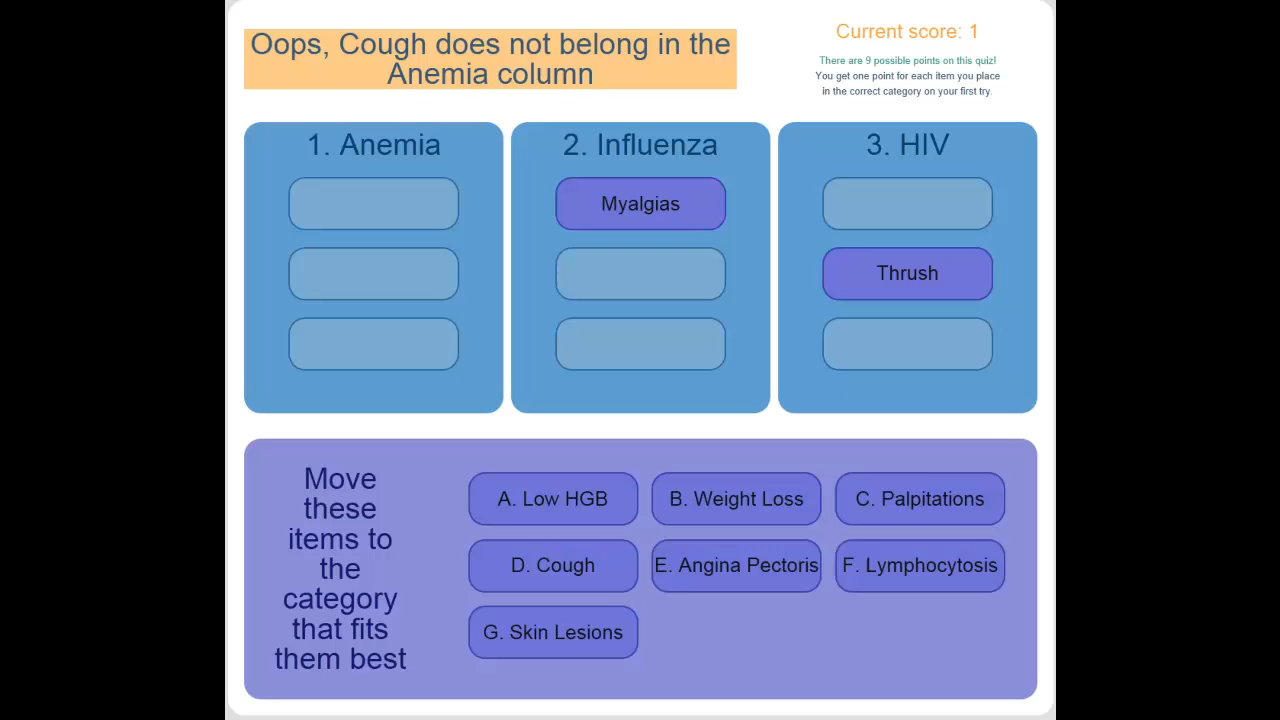 Oops, Cough does not belong in the
Anemia column
Current score: 1
There are 9 possible points on this quiz!
You get one point for each item you place
in the correct category on your first try.
1. Anemia
2. Influenza
Myalgias
3. HIV
Thrush
Move
these
items to
the
category
that fits
them best
A. Low HGB
B. Weight Loss
C. Palpitations
D. Cough
E. Angina Pectoris
F. Lymphocytosis
G. Skin Lesions